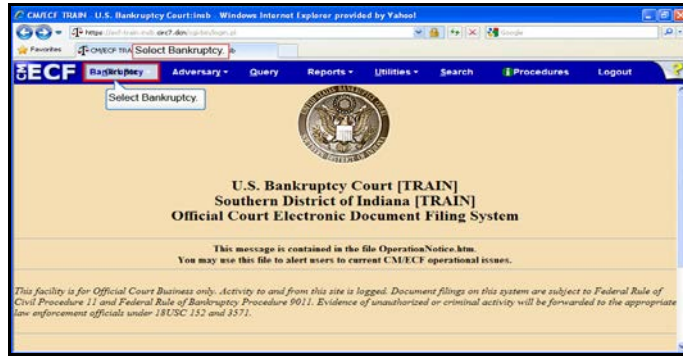 CM/ECF TRAIN - U.S. Bankruptcy Court:insb - Windows Internet Explorer provided by Yahoo!
Google
Favorites
Select Bankruptcy.
CM ECF Bankruptcy Adversary Query Reports Utilities Search Procedures Logout
Select Bankruptcy.
U.S. Bankruptcy Court [TRAIN]
Southern District of Indiana [TRAIN]
Official Court Electronic Document Filing System
This message is contained in the file OperationNotice.htm.
You may use this file to alert users to current CM/ECF operational issues.
This facility is for Official Court Business only. Activity to and from this site is logged. Document filings on this system are subject to Federal Rule of
Civil Procedure 11 and Federal Rule of Bankruptcy Procedure 9011. Evidence of unauthorized or criminal activity will be forwarded to the appropriate
law enforcement officials under 18USC 152 and 3571.